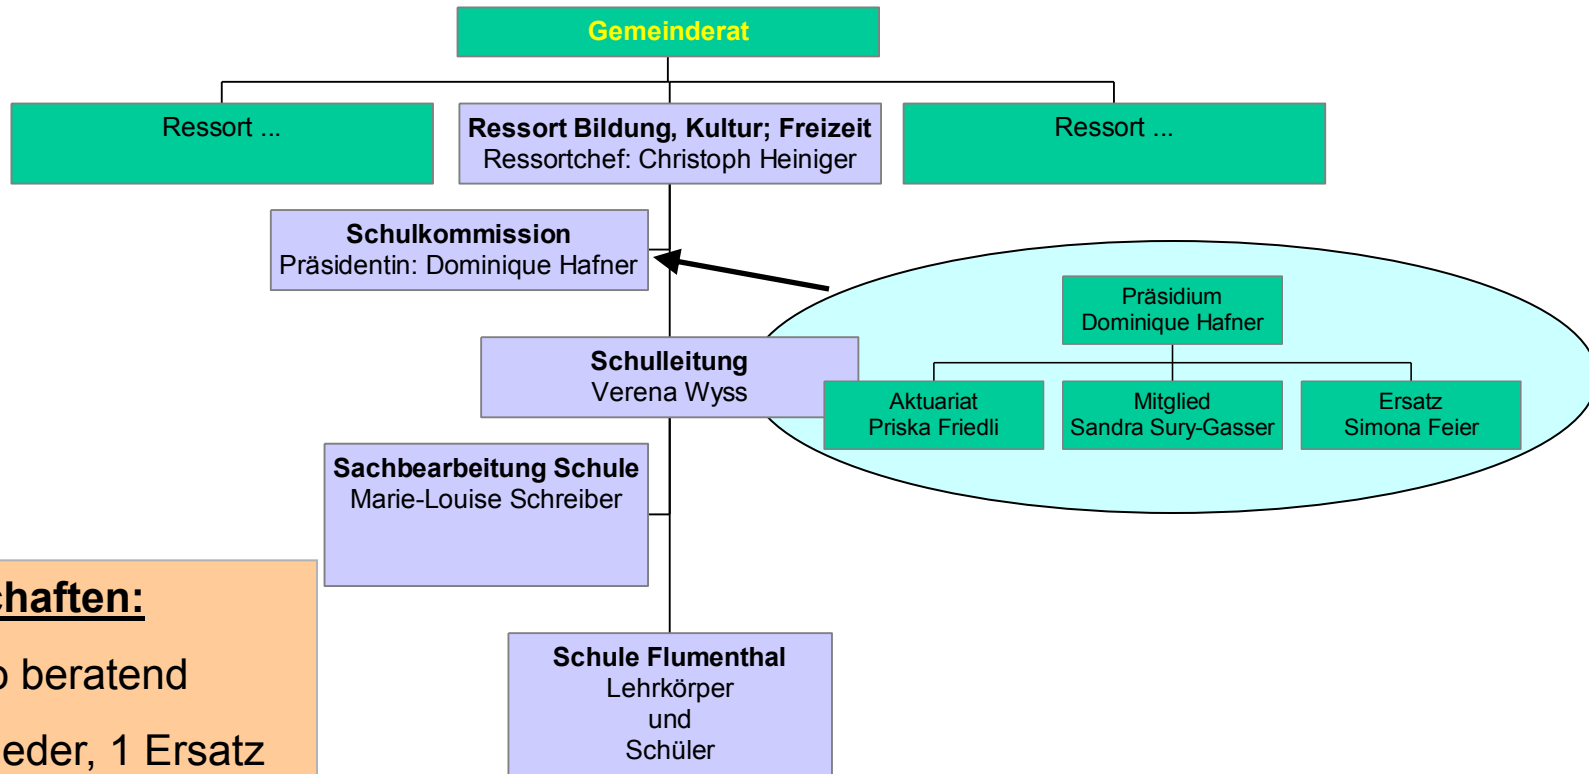 Gemeinderat
Ressort ...
Ressort Bildung, Kultur; Freizeit
Ressortchef: Christoph Heiniger
Ressort ...
Schulkommission
Präsidentin: Dominique Hafner
Präsidium
Dominique Hafner
Schulleitung
Verena Wyss
Aktuariat
Priska Friedli
Mitglied
Sandra Sury-Gasser
Ersatz
Simona Feier
Sachbearbeitung Schule
Marie-Louise Schreiber
chaften:
beratend
eder, 1 Ersatz
Schule Flumenthal
Lehrkörper
und
Schüler